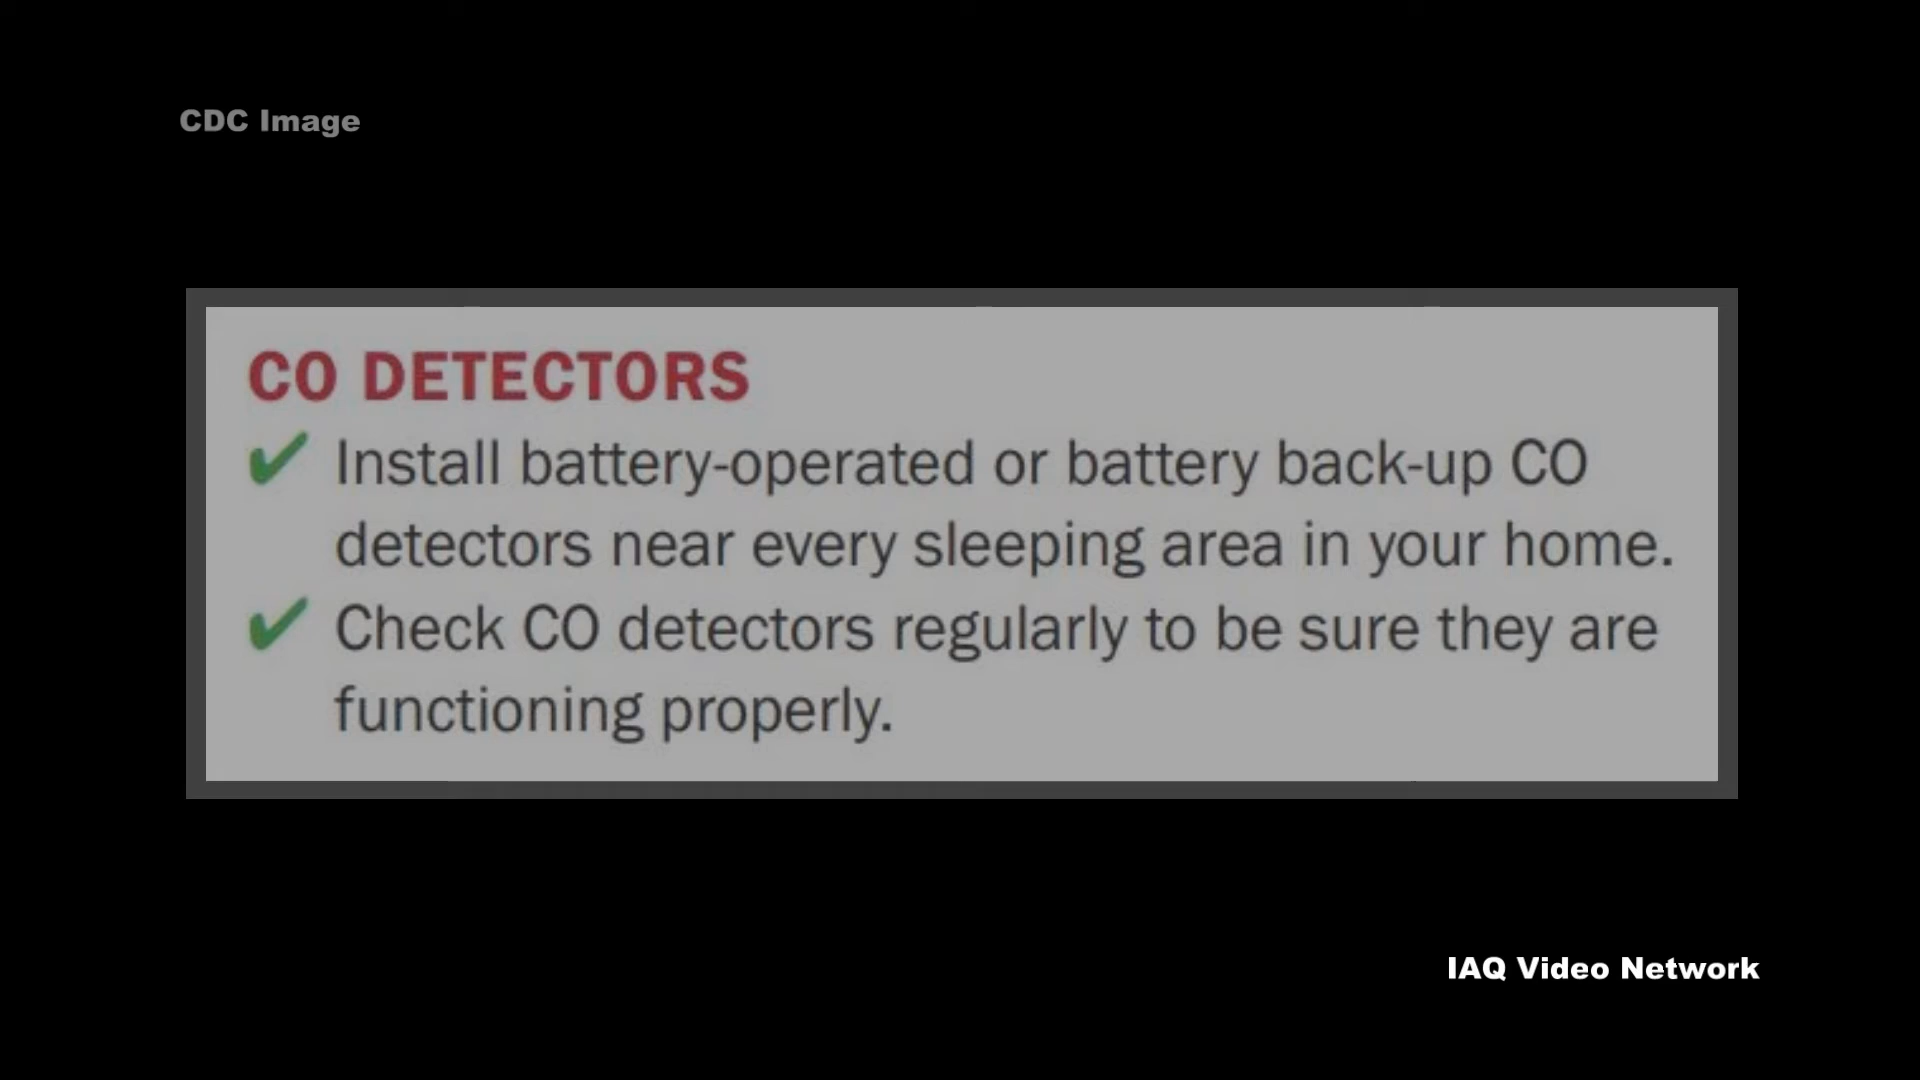 CDC Image
CO DETECTORS
✔ Install battery-operated or battery back-up CO
detectors near every sleeping area in your home.
✔ Check CO detectors regularly to be sure they are
functioning properly.
IAQ Video Network